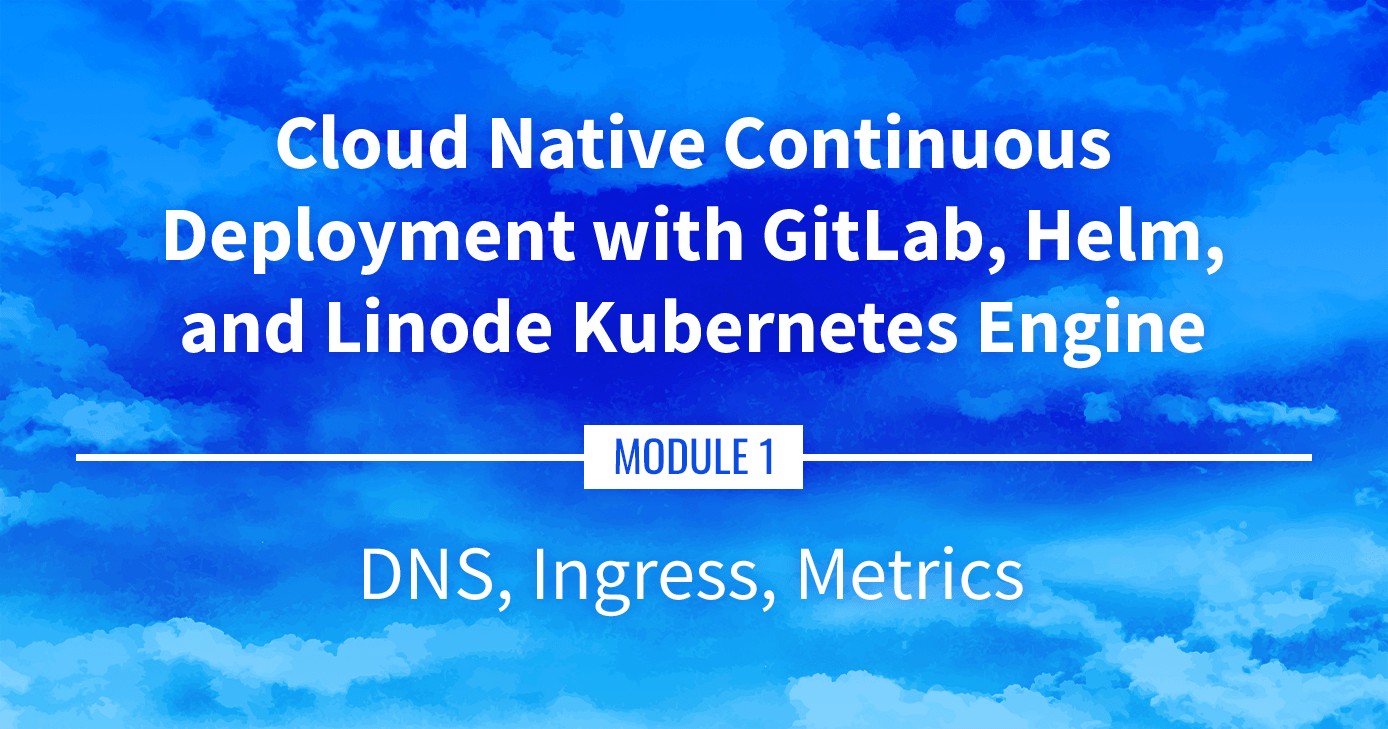 Cloud Native Continuous
Deployment with GitLab, Helm,
and Linode Kubernetes Engine
MODULE 1
DNS, Ingress, Metrics